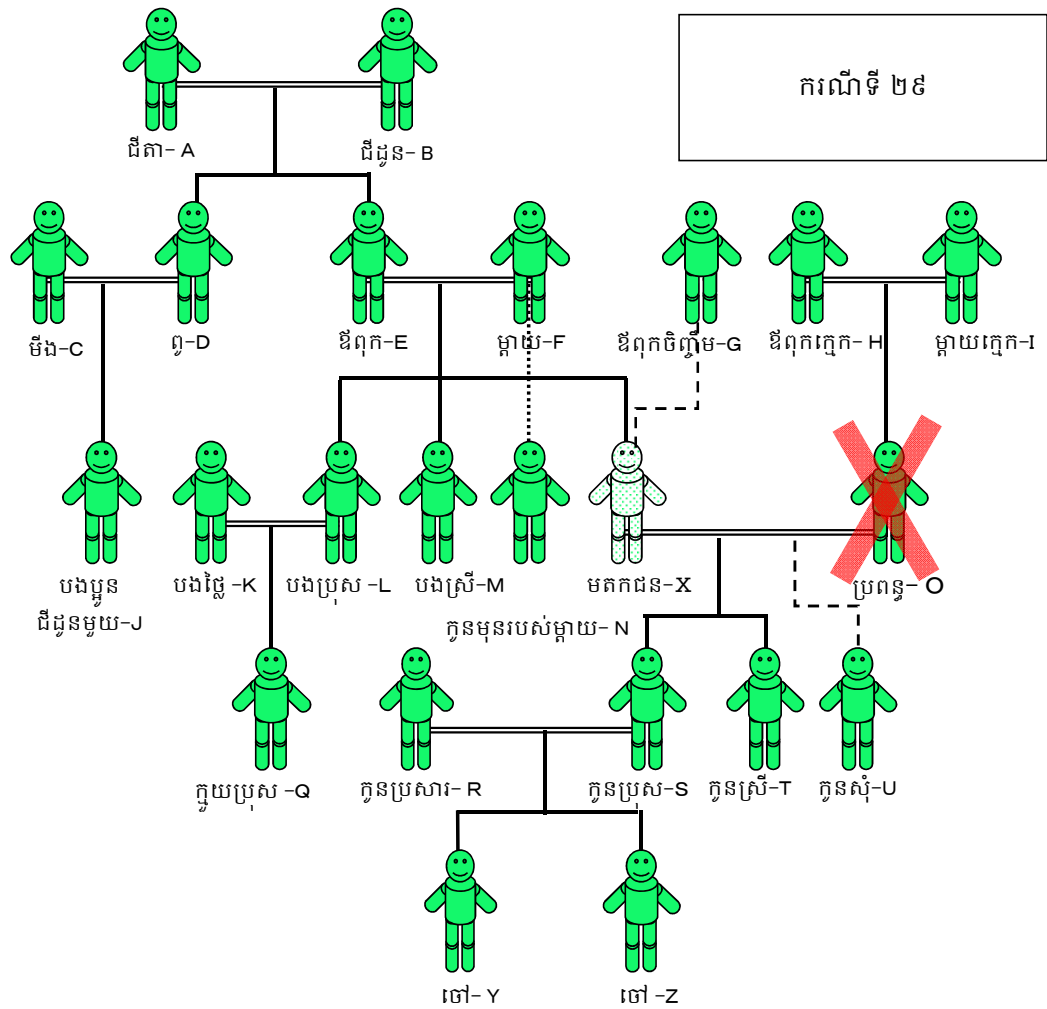 ករណីទី ២៩
ជីតា- A
ជីដូន- B
មីង-C
ពូ-D
ឪពុក-E
ម្តាយ-F
ឪពុកចិញ្ចឹម-G
ឪពុកក្មេក- H
ម្តាយក្មេក-I
បងប្អូន
ជីដូនមួយ-J
បងថ្លៃ -K
បងប្រុស -L
បងស្រី-M
មតកជន-X
ប្រពន្ធ- O
កូនមុនរបស់ម្តាយ- N
ក្មួយប្រុស -Q
កូនប្រសារ- R
កូនប្រុស-S
កូនស្រី-T
កូនសុំ-U
ចៅ- Y
ចៅ -Z